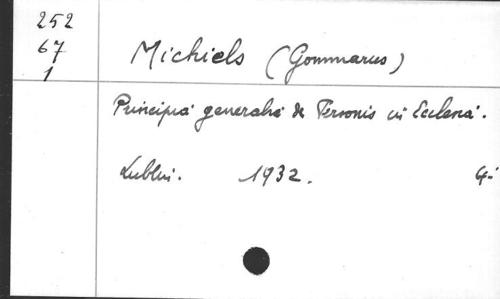 252
67
1
Michiels (Gommarus)
Principia generalia de Personis in Ecclesia.
Lublin. 1932. 4-